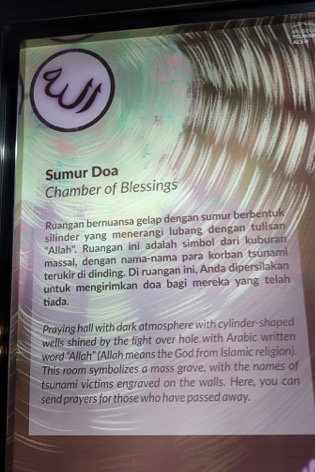 MUSEUM
TSUNAMI
ACEH
الله
Sumur Doa
Chamber of Blessings
Ruangan bernuansa gelap dengan sumur berbentuk
silinder yang menerangi lubang dengan tulisan
"Allah". Ruangan ini adalah simbol dari kuburan
massal, dengan nama-nama para korban tsunami
terukir di dinding. Di ruangan ini, Anda dipersilakan
untuk mengirimkan doa bagi mereka yang telah
tiada.
Praying hall with dark atmosphere with cylinder-shaped
wells shined by the light over hole with Arabic written
word "Allah" (Allah means the God from Islamic religion).
This room symbolizes a mass grave, with the names of
tsunami victims engraved on the walls. Here, you can
send prayers for those who have passed away.